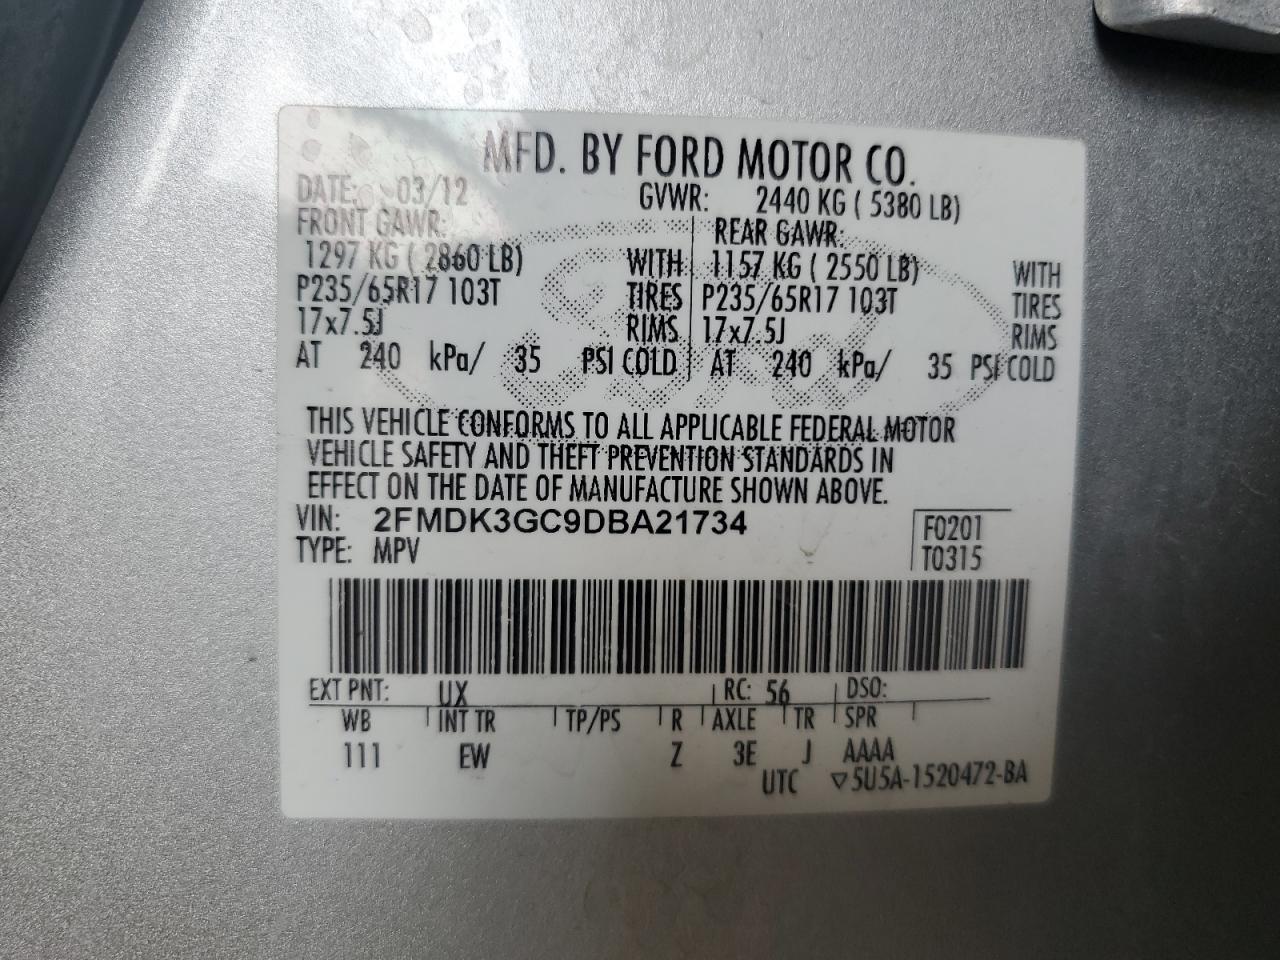 MFD. BY FORD MOTOR CO.
DATE: 03/12 GVWR: 2440 KG ( 5380 LB)
FRONT GAWR: REAR GAWR:
1297 KG ( 2860 LB) WITH 1157 KG ( 2550 LB) WITH
P235/65R17 103T TIRES P235/65R17 103T TIRES
17x7.5J RIMS 17x7.5J RIMS
AT 240 kPa/ 35 PSI COLD AT 240 kPa/ 35 PSI COLD
THIS VEHICLE CONFORMS TO ALL APPLICABLE FEDERAL MOTOR
VEHICLE SAFETY AND THEFT PREVENTION STANDARDS IN
EFFECT ON THE DATE OF MANUFACTURE SHOWN ABOVE.
VIN: 2FMDK3GC9DBA21734 F0201
TYPE: MPV T0315
EXT PNT: UX RC: 56 DSO:
WB INT TR TP/PS R AXLE TR SPR
111 EW Z 3E J AAAA
UTC ▽5U5A-1520472-BA